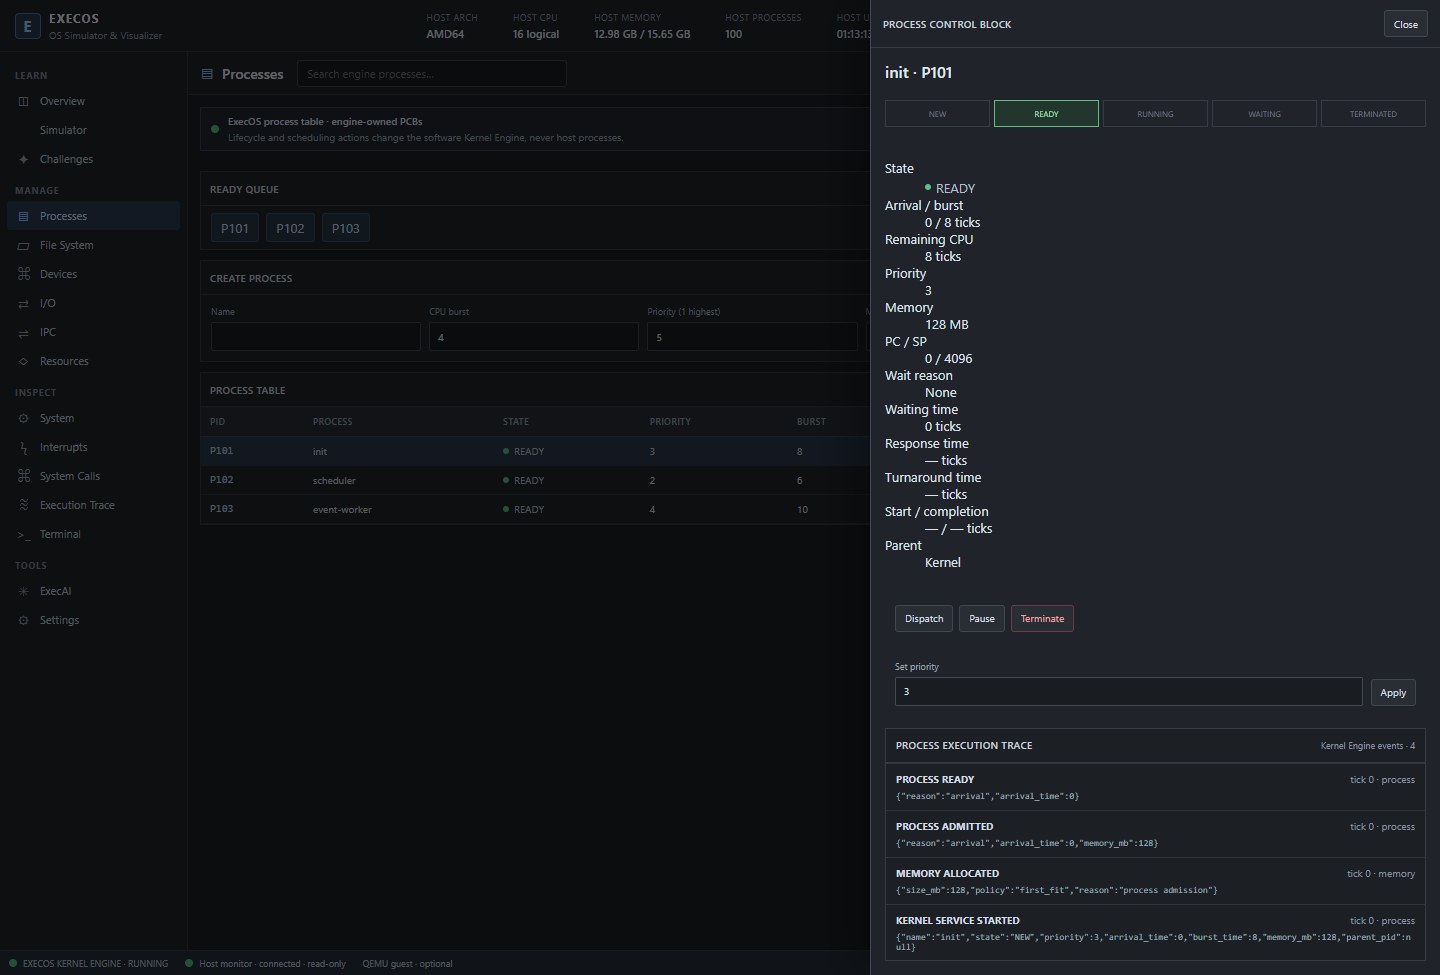 E
EXECOS
OS Simulator & Visualizer
HOST ARCH
AMD64
HOST CPU
16 logical
HOST MEMORY
12.98 GB / 15.65 GB
HOST PROCESSES
100
HOST U
01:13:13
LEARN
Overview
Simulator
Challenges
MANAGE
Processes
File System
Devices
I/O
IPC
Resources
INSPECT
System
Interrupts
System Calls
Execution Trace
>_ Terminal
TOOLS
ExecAI
Settings
Processes
Search engine processes...
ExecOS process table · engine-owned PCBs
Lifecycle and scheduling actions change the software Kernel Engine, never host processes.
READY QUEUE
P101 P102 P103
CREATE PROCESS
Name CPU burst Priority (1 highest) M
4 5
PROCESS TABLE
PID PROCESS STATE PRIORITY BURST
P101 init READY 3 8
P102 scheduler READY 2 6
P103 event-worker READY 4 10
EXECOS KERNEL ENGINE · RUNNING Host monitor · connected · read-only QEMU guest · optional
PROCESS CONTROL BLOCK
Close
init · P101
NEW READY RUNNING WAITING TERMINATED
State
READY
Arrival / burst
0 / 8 ticks
Remaining CPU
8 ticks
Priority
3
Memory
128 MB
PC / SP
0 / 4096
Wait reason
None
Waiting time
0 ticks
Response time
— ticks
Turnaround time
— ticks
Start / completion
— / — ticks
Parent
Kernel
Dispatch Pause Terminate
Set priority
3 Apply
PROCESS EXECUTION TRACE Kernel Engine events · 4
PROCESS READY tick 0 · process
{"reason":"arrival","arrival_time":0}
PROCESS ADMITTED tick 0 · process
{"reason":"arrival","arrival_time":0,"memory_mb":128}
MEMORY ALLOCATED tick 0 · memory
{"size_mb":128,"policy":"first_fit","reason":"process admission"}
KERNEL SERVICE STARTED tick 0 · process
{"name":"init","state":"NEW","priority":3,"arrival_time":0,"burst_time":8,"memory_mb":128,"parent_pid":n
ull}